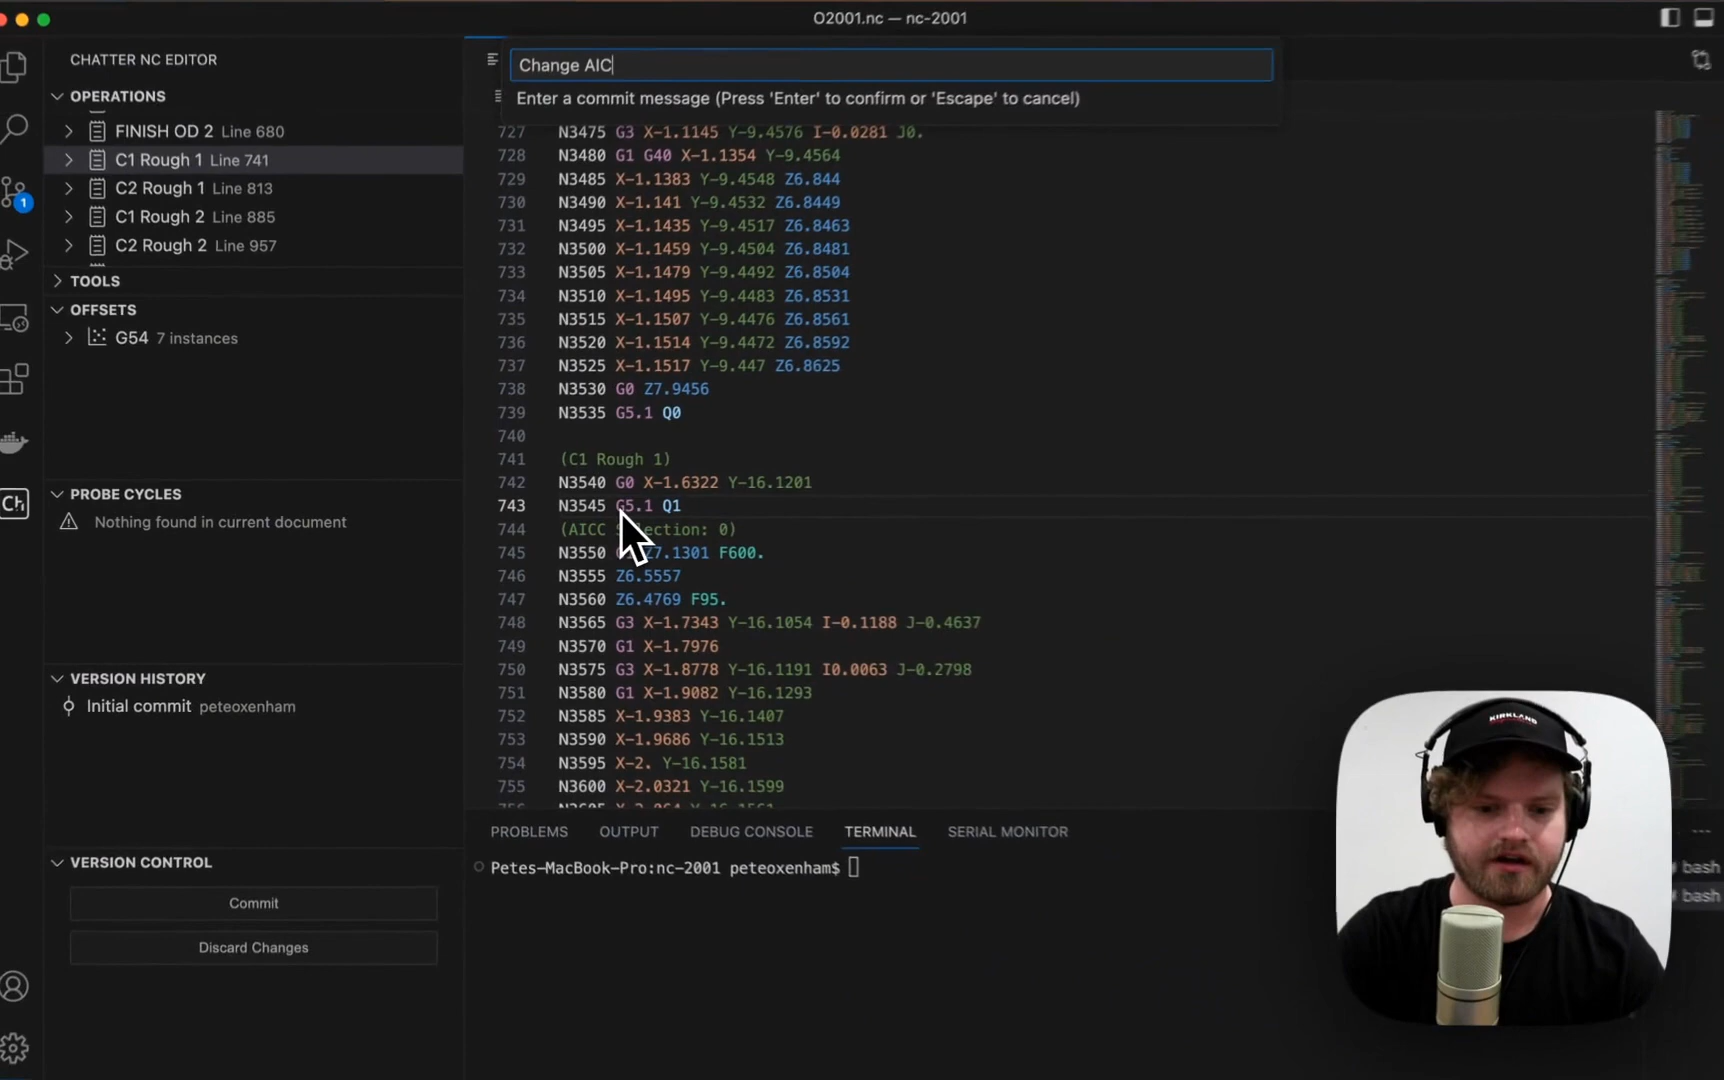 O2001.nc — nc-2001
CHATTER NC EDITOR
OPERATIONS
FINISH OD 2 Line 680
C1 Rough 1 Line 741
C2 Rough 1 Line 813
C1 Rough 2 Line 885
C2 Rough 2 Line 957
TOOLS
OFFSETS
G54 7 instances
PROBE CYCLES
Nothing found in current document
VERSION HISTORY
Initial commit peteoxenham
VERSION CONTROL
Commit
Discard Changes
1
Ch
Change AIC
Enter a commit message (Press 'Enter' to confirm or 'Escape' to cancel)
727 N3475 G3 X-1.1145 Y-9.4576 I-0.0281 J0.
728 N3480 G1 G40 X-1.1354 Y-9.4564
729 N3485 X-1.1383 Y-9.4548 Z6.844
730 N3490 X-1.141 Y-9.4532 Z6.8449
731 N3495 X-1.1435 Y-9.4517 Z6.8463
732 N3500 X-1.1459 Y-9.4504 Z6.8481
733 N3505 X-1.1479 Y-9.4492 Z6.8504
734 N3510 X-1.1495 Y-9.4483 Z6.8531
735 N3515 X-1.1507 Y-9.4476 Z6.8561
736 N3520 X-1.1514 Y-9.4472 Z6.8592
737 N3525 X-1.1517 Y-9.447 Z6.8625
738 N3530 G0 Z7.9456
739 N3535 G5.1 Q0
740
741 (C1 Rough 1)
742 N3540 G0 X-1.6322 Y-16.1201
743 N3545 G5.1 Q1
744 (AICC 0)
745 N3550 Z7.1301 F600.
746 N3555 Z6.5557
747 N3560 Z6.4769 F95.
748 N3565 G3 X-1.7343 Y-16.1054 I-0.1188 J-0.4637
749 N3570 G1 X-1.7976
750 N3575 G3 X-1.8778 Y-16.1191 I0.0063 J-0.2798
751 N3580 G1 X-1.9082 Y-16.1293
752 N3585 X-1.9383 Y-16.1407
753 N3590 X-1.9686 Y-16.1513
754 N3595 X-2. Y-16.1581
755 N3600 X-2.0321 Y-16.1599
PROBLEMS OUTPUT DEBUG CONSOLE TERMINAL SERIAL MONITOR
Petes-MacBook-Pro:nc-2001 peteoxenham$
bash
bash
KIRKLAND